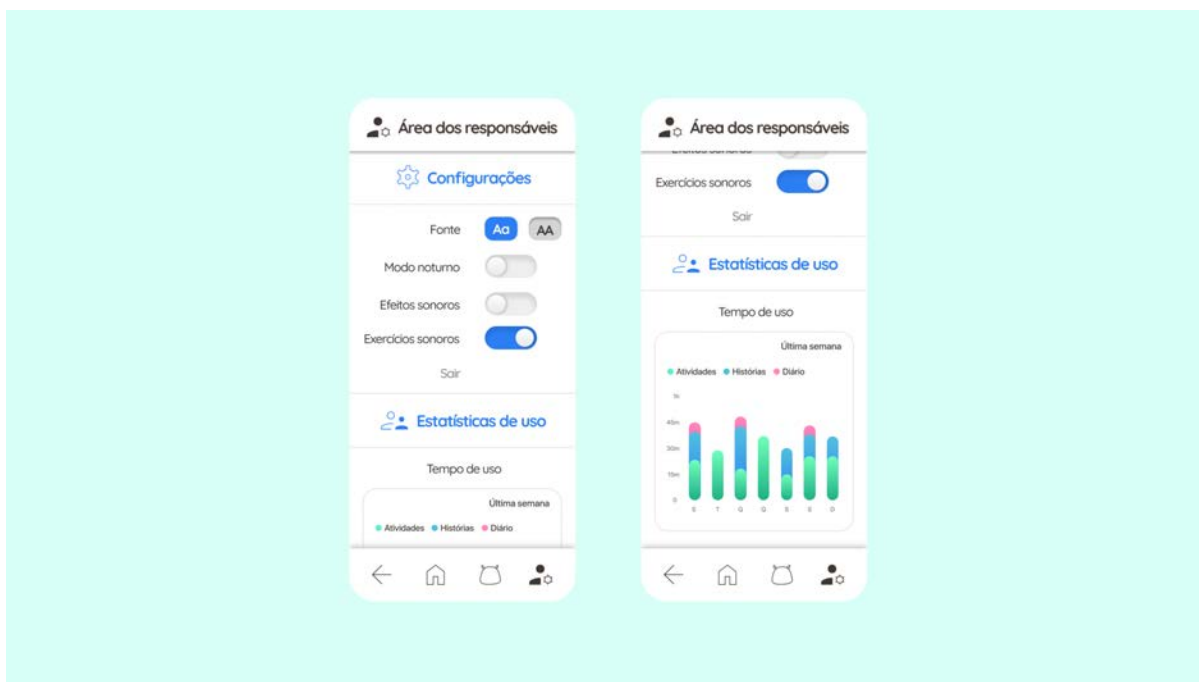 Área dos responsáveis
Configurações
Fonte Aa AA
Modo noturno
Efeitos sonoros
Exercícios sonoros
Sair
Estatísticas de uso
Tempo de uso
Última semana
Atividades Histórias Diário
Área dos responsáveis
Efeitos sonoros
Exercícios sonoros
Sair
Estatísticas de uso
Tempo de uso
Última semana
Atividades Histórias Diário
45m
30m
15m
0
T Q Q S S D